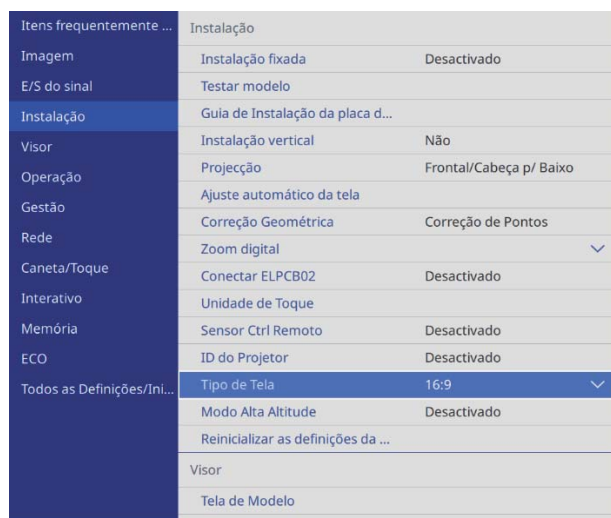 Itens frequentemente ...
Imagem
E/S do sinal
Instalação
Visor
Operação
Gestão
Rede
Caneta/Toque
Interativo
Memória
ECO
Todos as Definições/Ini...
Instalação
Instalação fixada Desactivado
Testar modelo
Guia de Instalação da placa d...
Instalação vertical Não
Projecção Frontal/Cabeça p/ Baixo
Ajuste automático da tela
Correção Geométrica Correção de Pontos
Zoom digital
Conectar ELPCB02 Desactivado
Unidade de Toque
Sensor Ctrl Remoto Desactivado
ID do Projetor Desactivado
Tipo de Tela 16:9
Modo Alta Altitude Desactivado
Reinicializar as definições da ...
Visor
Tela de Modelo